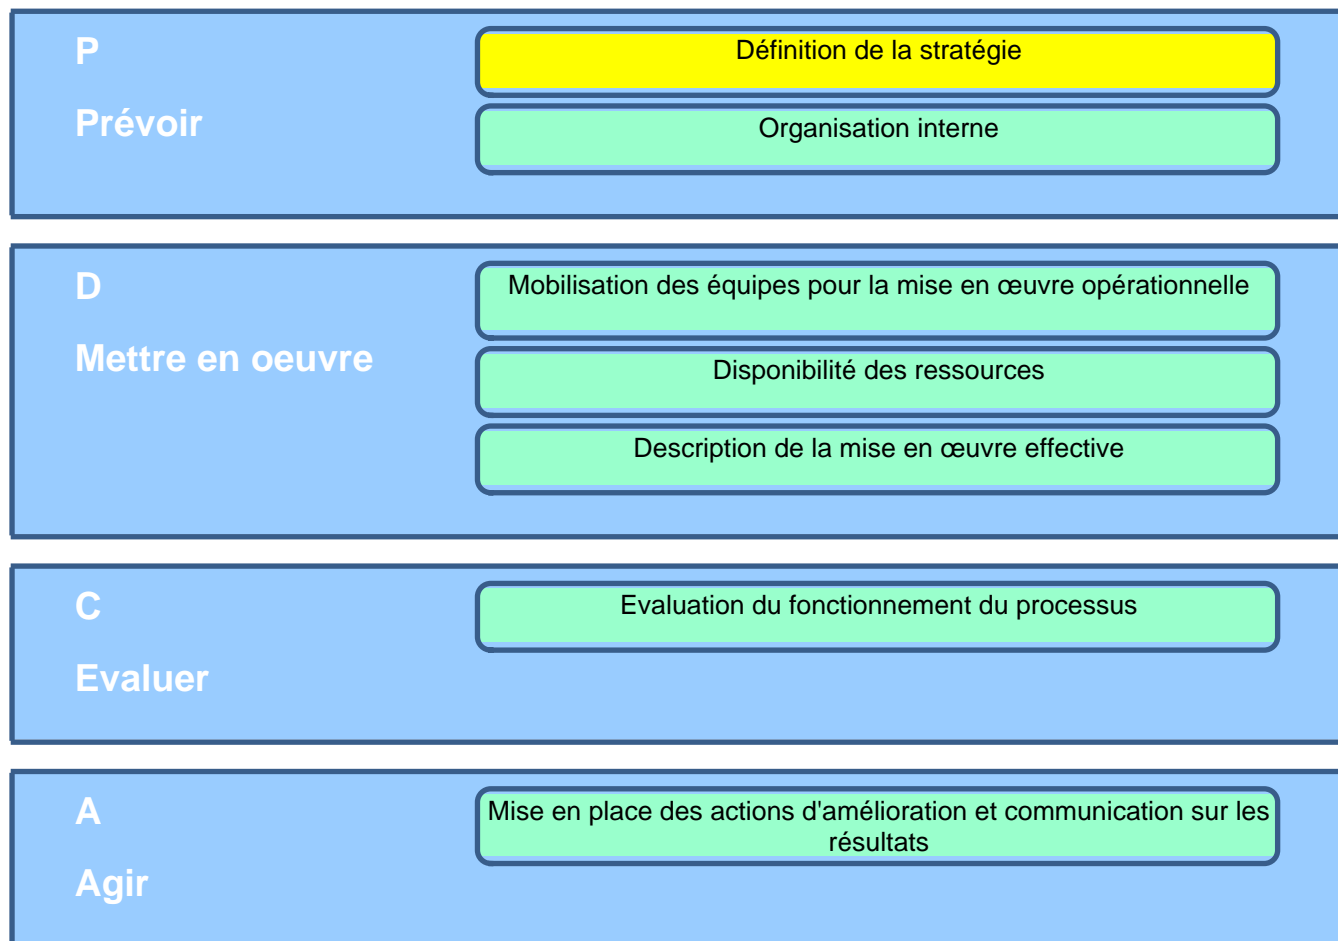 P
Prévoir
Définition de la stratégie
Organisation interne
D
Mettre en oeuvre
Mobilisation des équipes pour la mise en œuvre opérationnelle
Disponibilité des ressources
Description de la mise en œuvre effective
C
Evaluer
Evaluation du fonctionnement du processus
A
Agir
Mise en place des actions d'amélioration et communication sur les
résultats